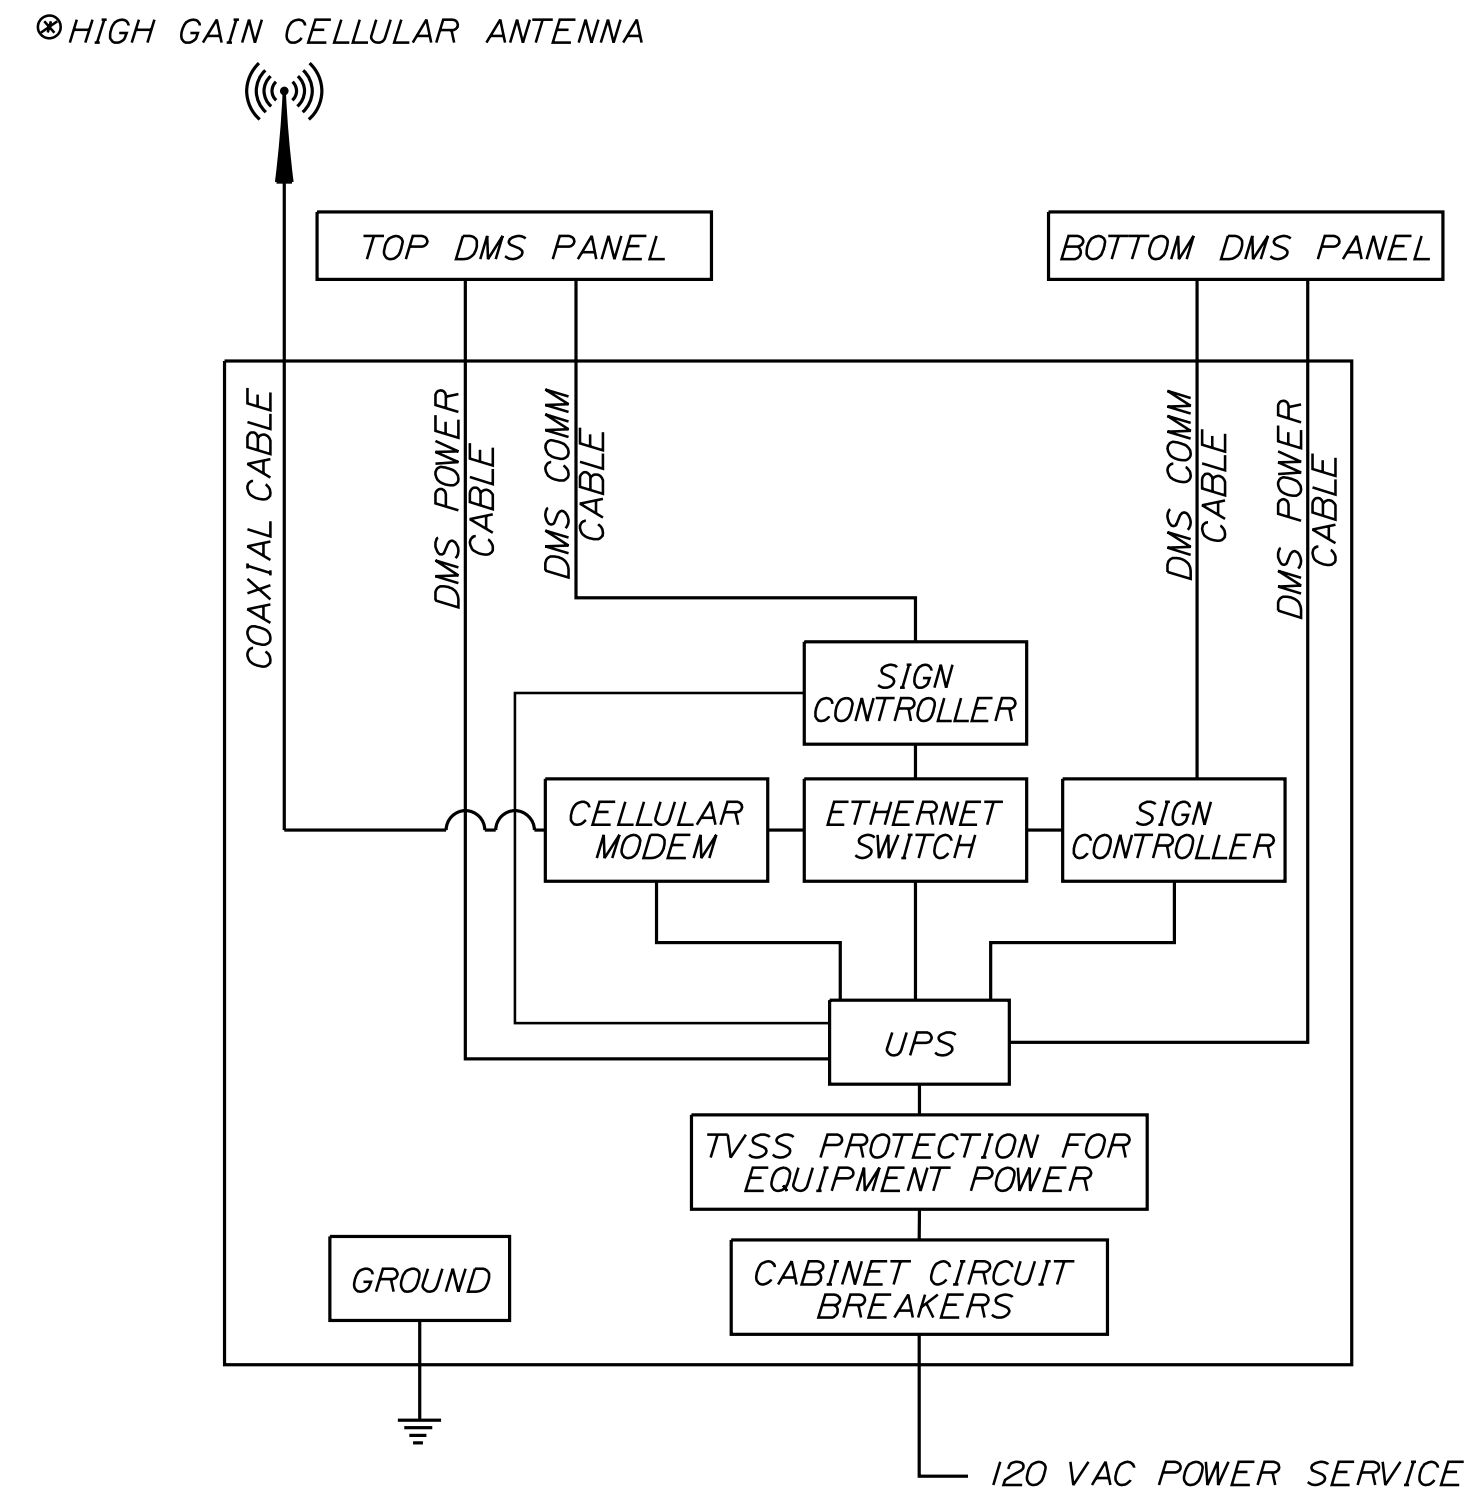 ⊛HIGH GAIN CELLULAR ANTENNA
TOP DMS PANEL
BOTTOM DMS PANEL
COAXIAL CABLE
DMS POWER
CABLE
DMS COMM
CABLE
DMS COMM
CABLE
DMS POWER
CABLE
SIGN
CONTROLLER
CELLULAR
MODEM
ETHERNET
SWITCH
SIGN
CONTROLLER
UPS
TVSS PROTECTION FOR
EQUIPMENT POWER
GROUND
CABINET CIRCUIT
BREAKERS
120 VAC POWER SERVICE